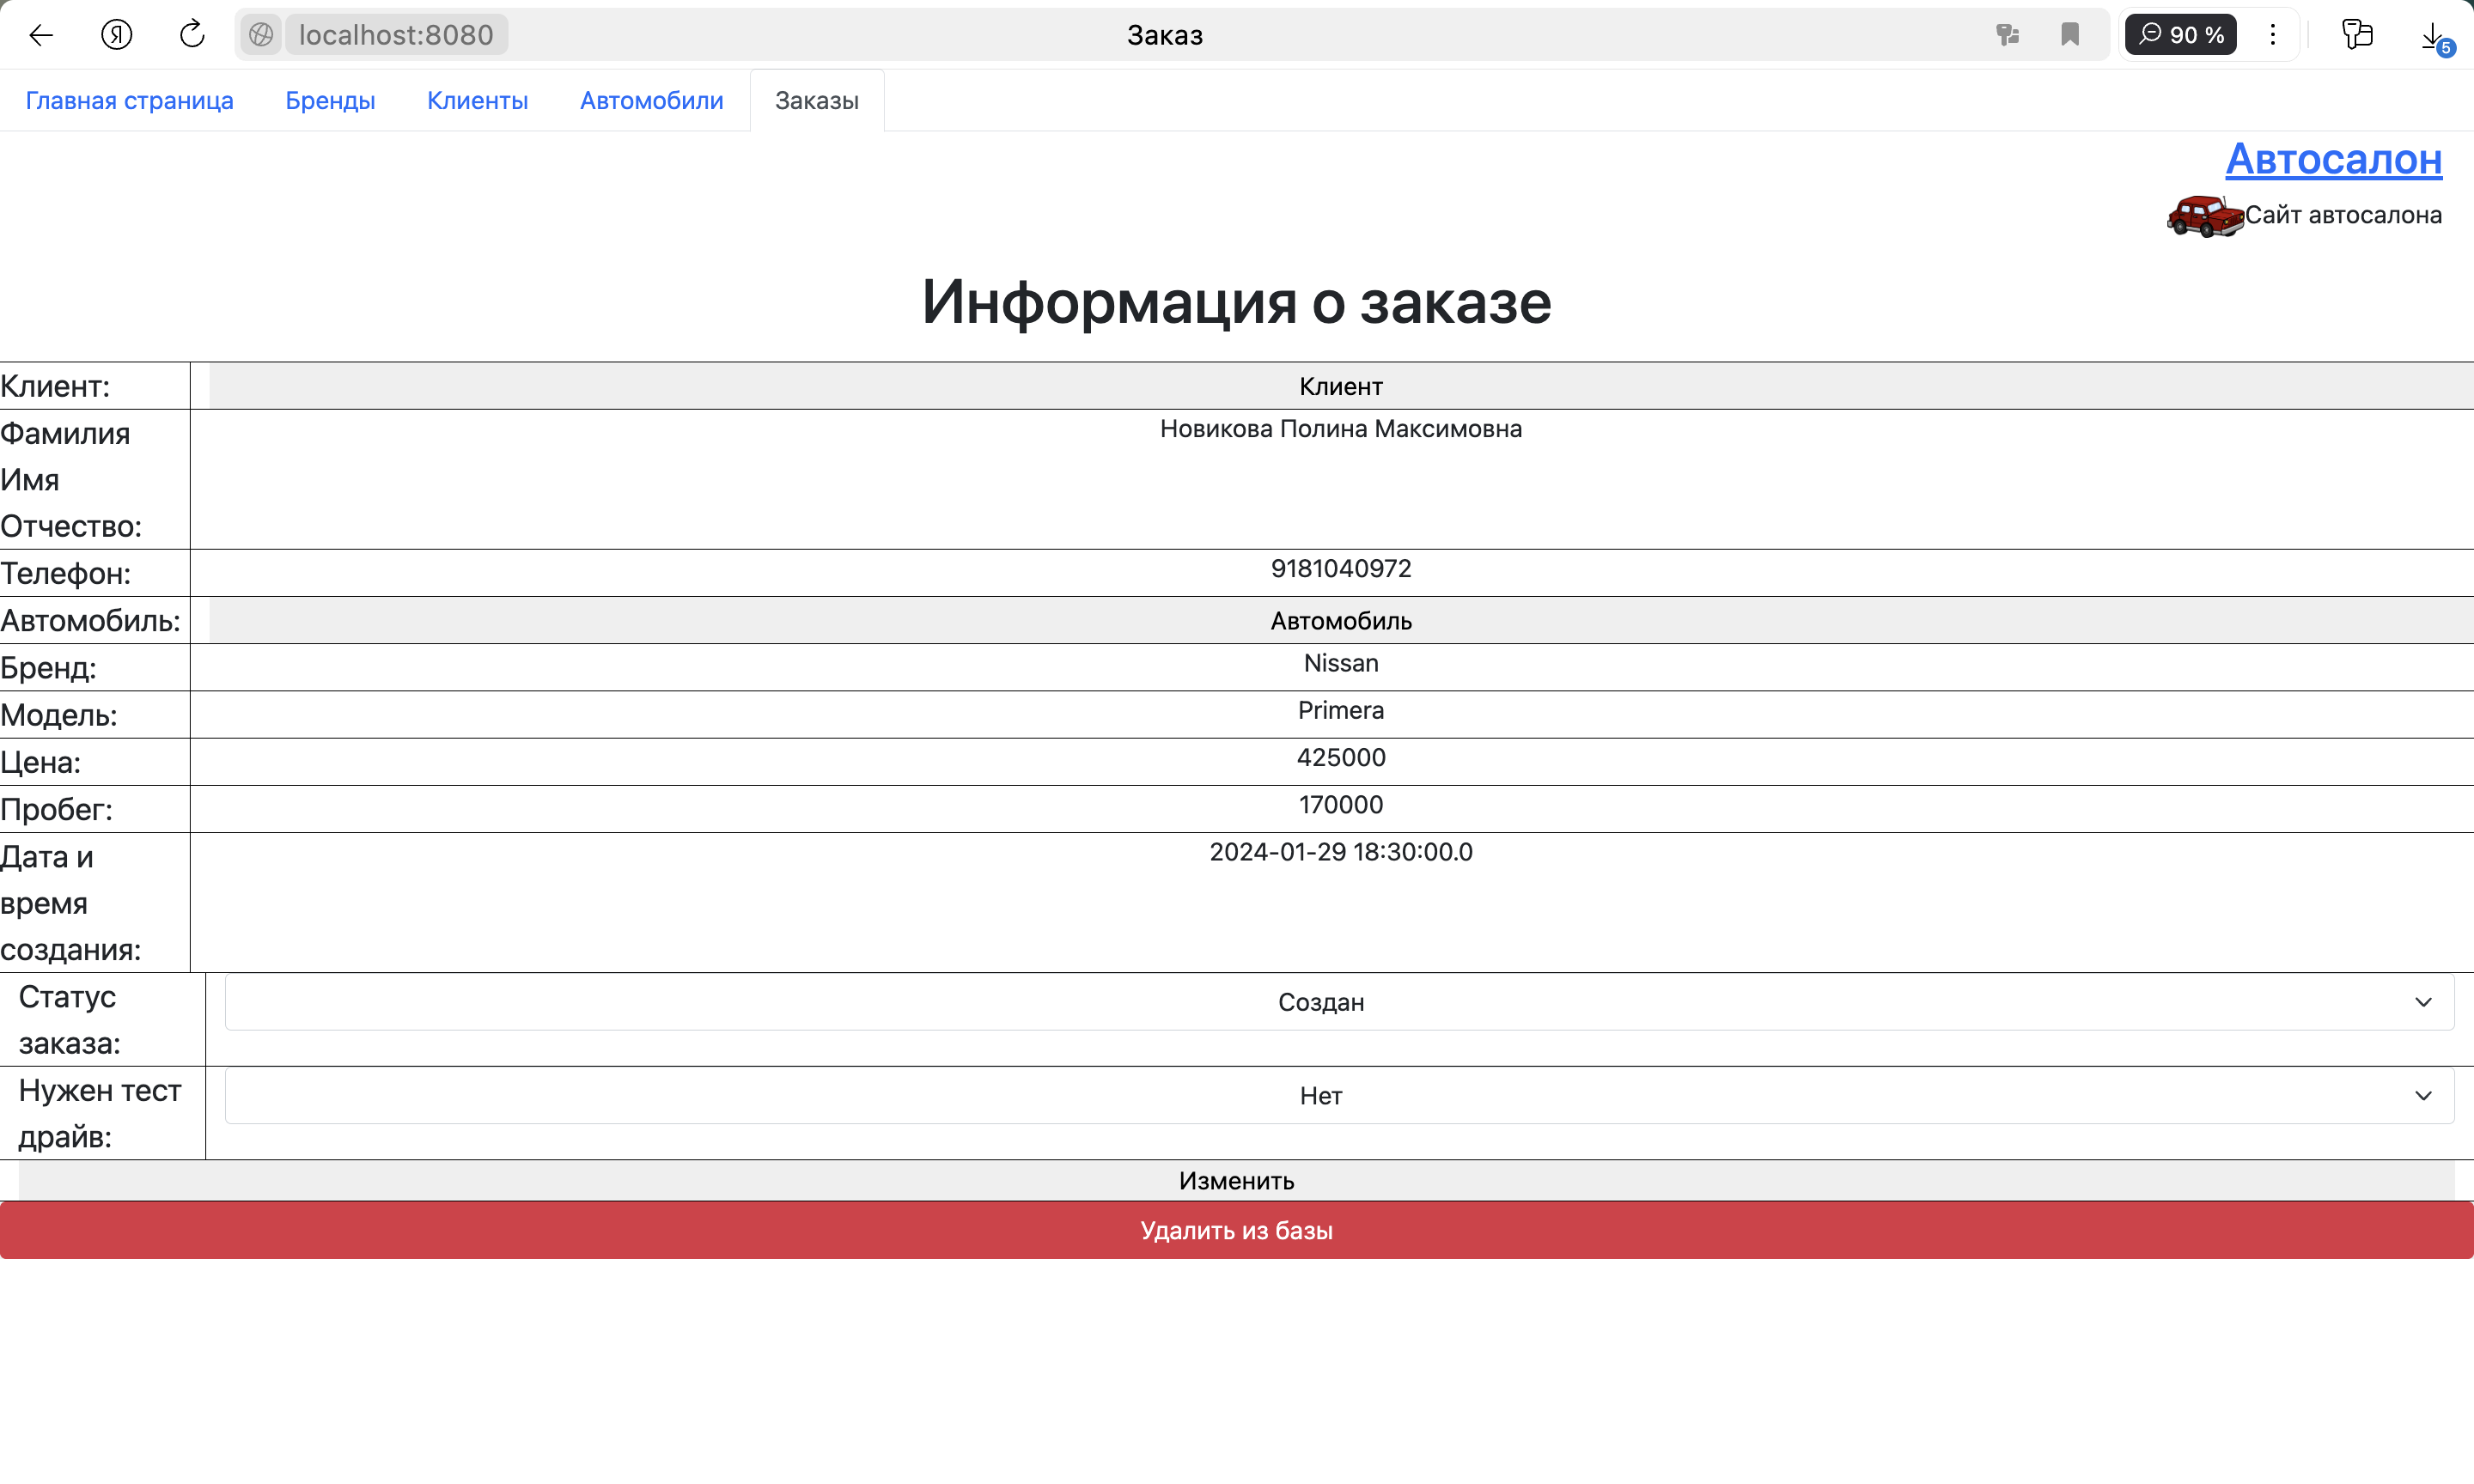 localhost:8080
Заказ
90 %
5
Главная страница
Бренды
Клиенты
Автомобили
Заказы
Автосалон
Сайт автосалона
Информация о заказе
Клиент:
Клиент
Фамилия
Имя
Отчество:
Новикова Полина Максимовна
Телефон:
9181040972
Автомобиль:
Автомобиль
Бренд:
Nissan
Модель:
Primera
Цена:
425000
Пробег:
170000
Дата и
время
создания:
2024-01-29 18:30:00.0
Статус
заказа:
Создан
Нужен тест
драйв:
Нет
Изменить
Удалить из базы